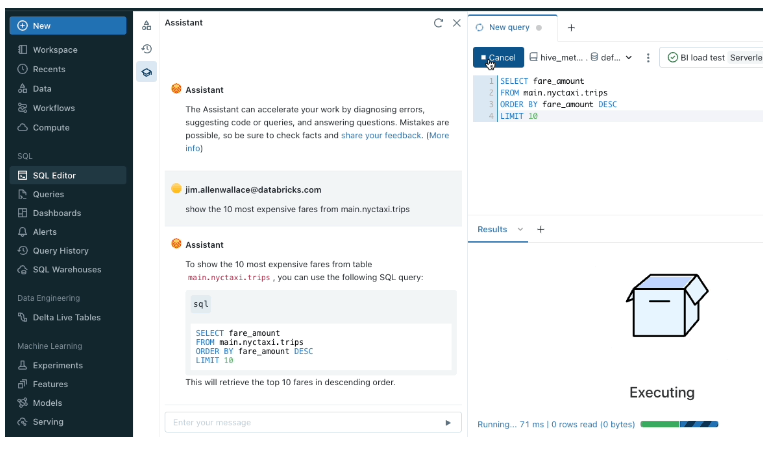 New
Workspace
Recents
Data
Workflows
Compute
SQL
SQL Editor
Queries
Dashboards
Alerts
Query History
SQL Warehouses
Data Engineering
Delta Live Tables
Machine Learning
Experiments
Features
Models
Serving
Assistant
Assistant
The Assistant can accelerate your work by diagnosing errors,
suggesting code or queries, and answering questions. Mistakes are
possible, so be sure to check facts and share your feedback. (More
info)
jim.allenwallace@databricks.com
show the 10 most expensive fares from main.nyctaxi.trips
Assistant
To show the 10 most expensive fares from table
main.nyctaxi.trips , you can use the following SQL query:
sql
SELECT fare_amount
FROM main.nyctaxi.trips
ORDER BY fare_amount DESC
LIMIT 10
This will retrieve the top 10 fares in descending order.
Enter your message
New query
Cancel hive_met... . def... BI load test Serverle
1 SELECT fare_amount
2 FROM main.nyctaxi.trips
3 ORDER BY fare_amount DESC
4 LIMIT 10
Results
Executing
Running... 71 ms | 0 rows read (0 bytes)